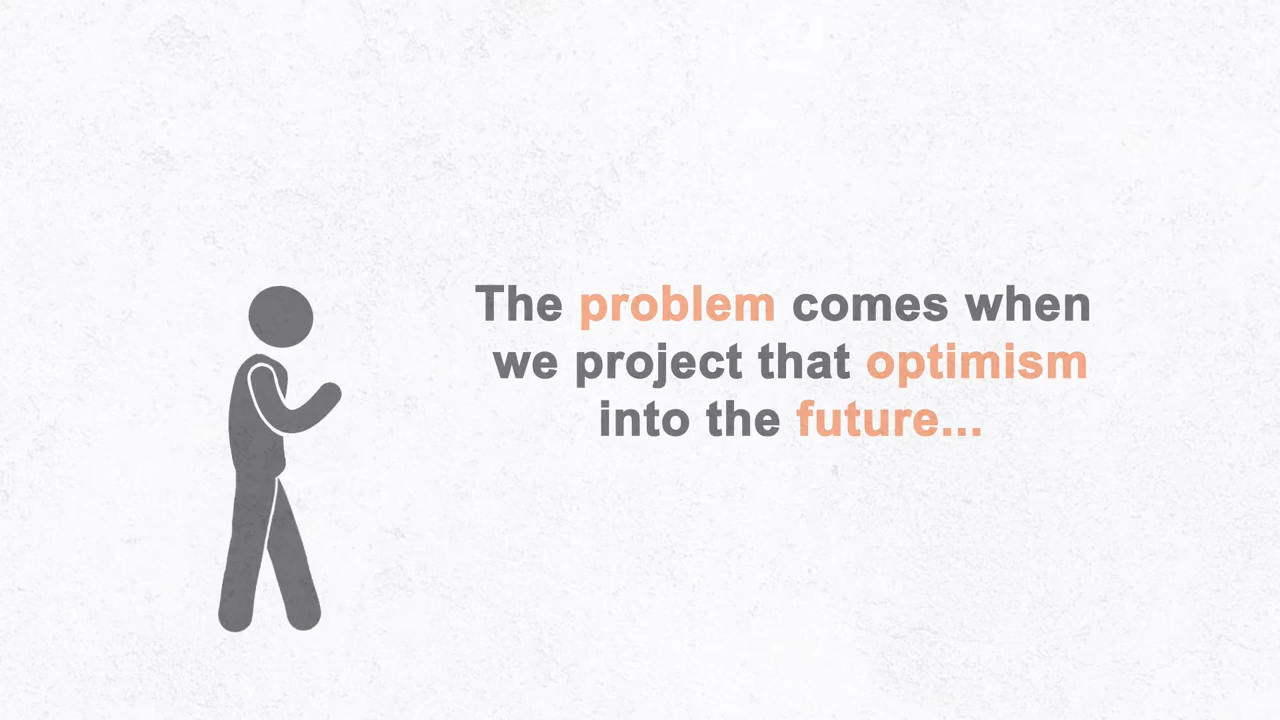 The problem comes when
we project that optimism
into the future...